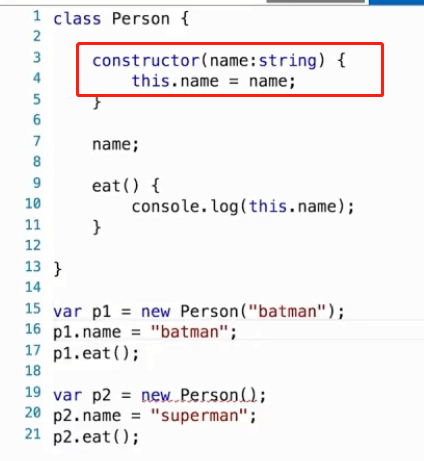 1 class Person {
2
3 constructor(name:string) {
4 this.name = name;
5 }
6
7 name;
8
9 eat() {
10 console.log(this.name);
11 }
12
13 }
14
15 var p1 = new Person("batman");
16 p1.name = "batman";
17 p1.eat();
18
19 var p2 = new Person();
20 p2.name = "superman";
21 p2.eat();